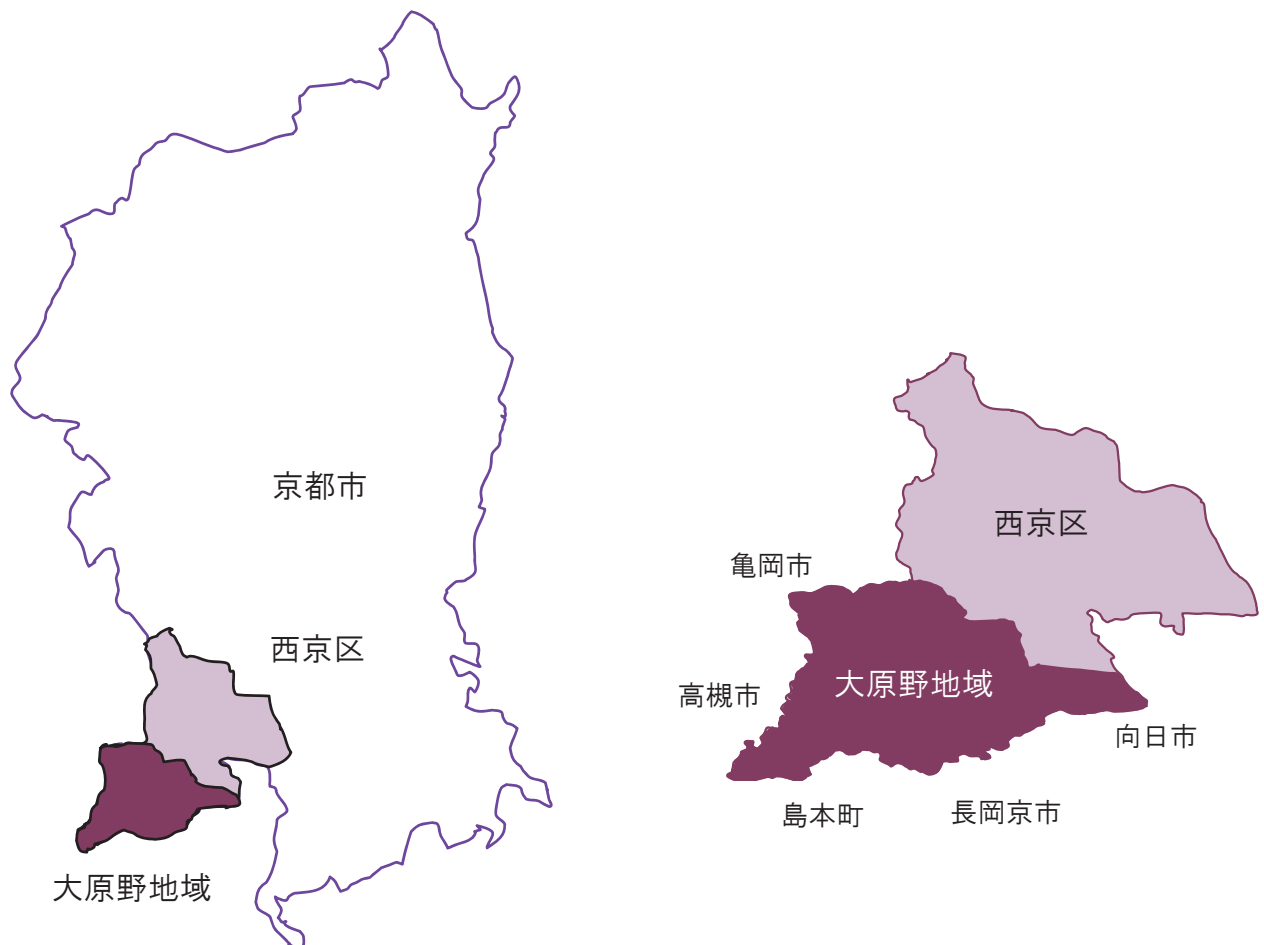 京都市
西京区
大原野地域
西京区
亀岡市
大原野地域
高槻市
向日市
島本町
長岡京市